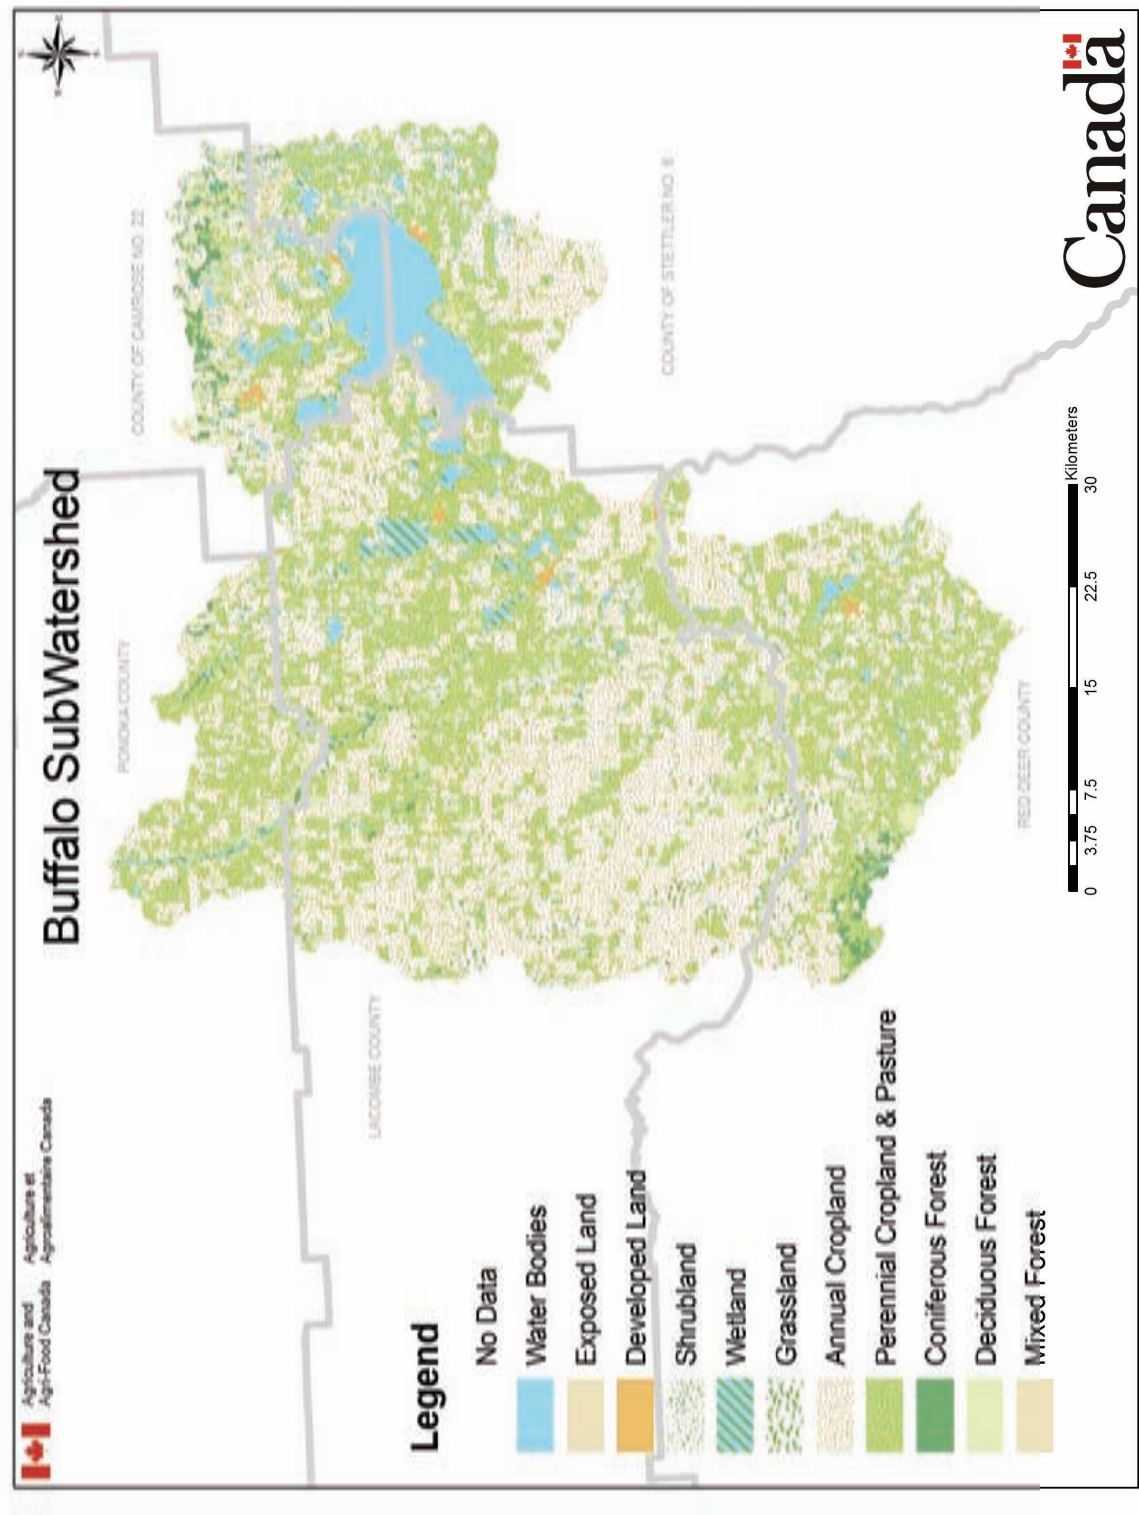 Agriculture and
Agri-Food Canada
Agriculture et
Agroalimentaire Canada
Buffalo SubWatershed
PONOKA COUNTY
COUNTY OF CAMROSE NO. 22
LACOMBE COUNTY
COUNTY OF STETTLER NO. 6
RED DEER COUNTY
Legend
No Data
Water Bodies
Exposed Land
Developed Land
Shrubland
Wetland
Grassland
Annual Cropland
Perennial Cropland & Pasture
Coniferous Forest
Deciduous Forest
Mixed Forest
Kilometers
0 3.75 7.5 15 22.5 30
Canada